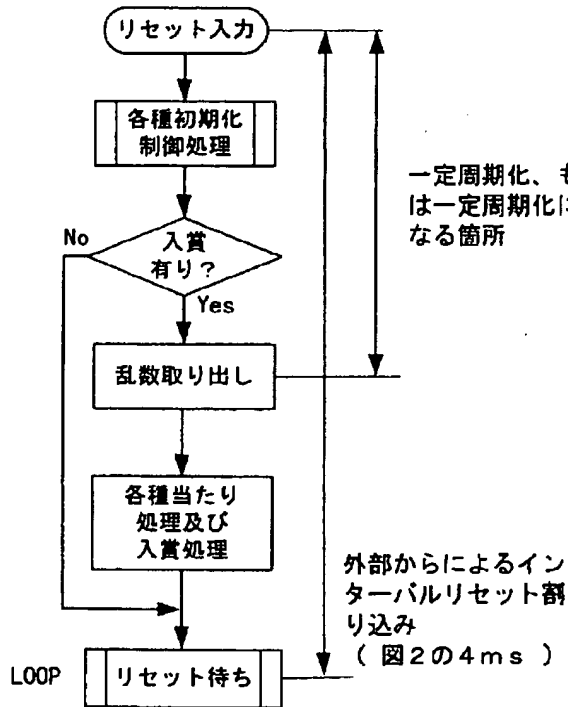 リセット入力
各種初期化
制御処理
一定周期化、も
は一定周期化に
なる箇所
No
入賞
有り？
Yes
乱数取り出し
各種当たり
処理及び
入賞処理
外部からによるイン
ターバルリセット割
り込み
（ 図2の4ms ）
LOOP
リセット待ち